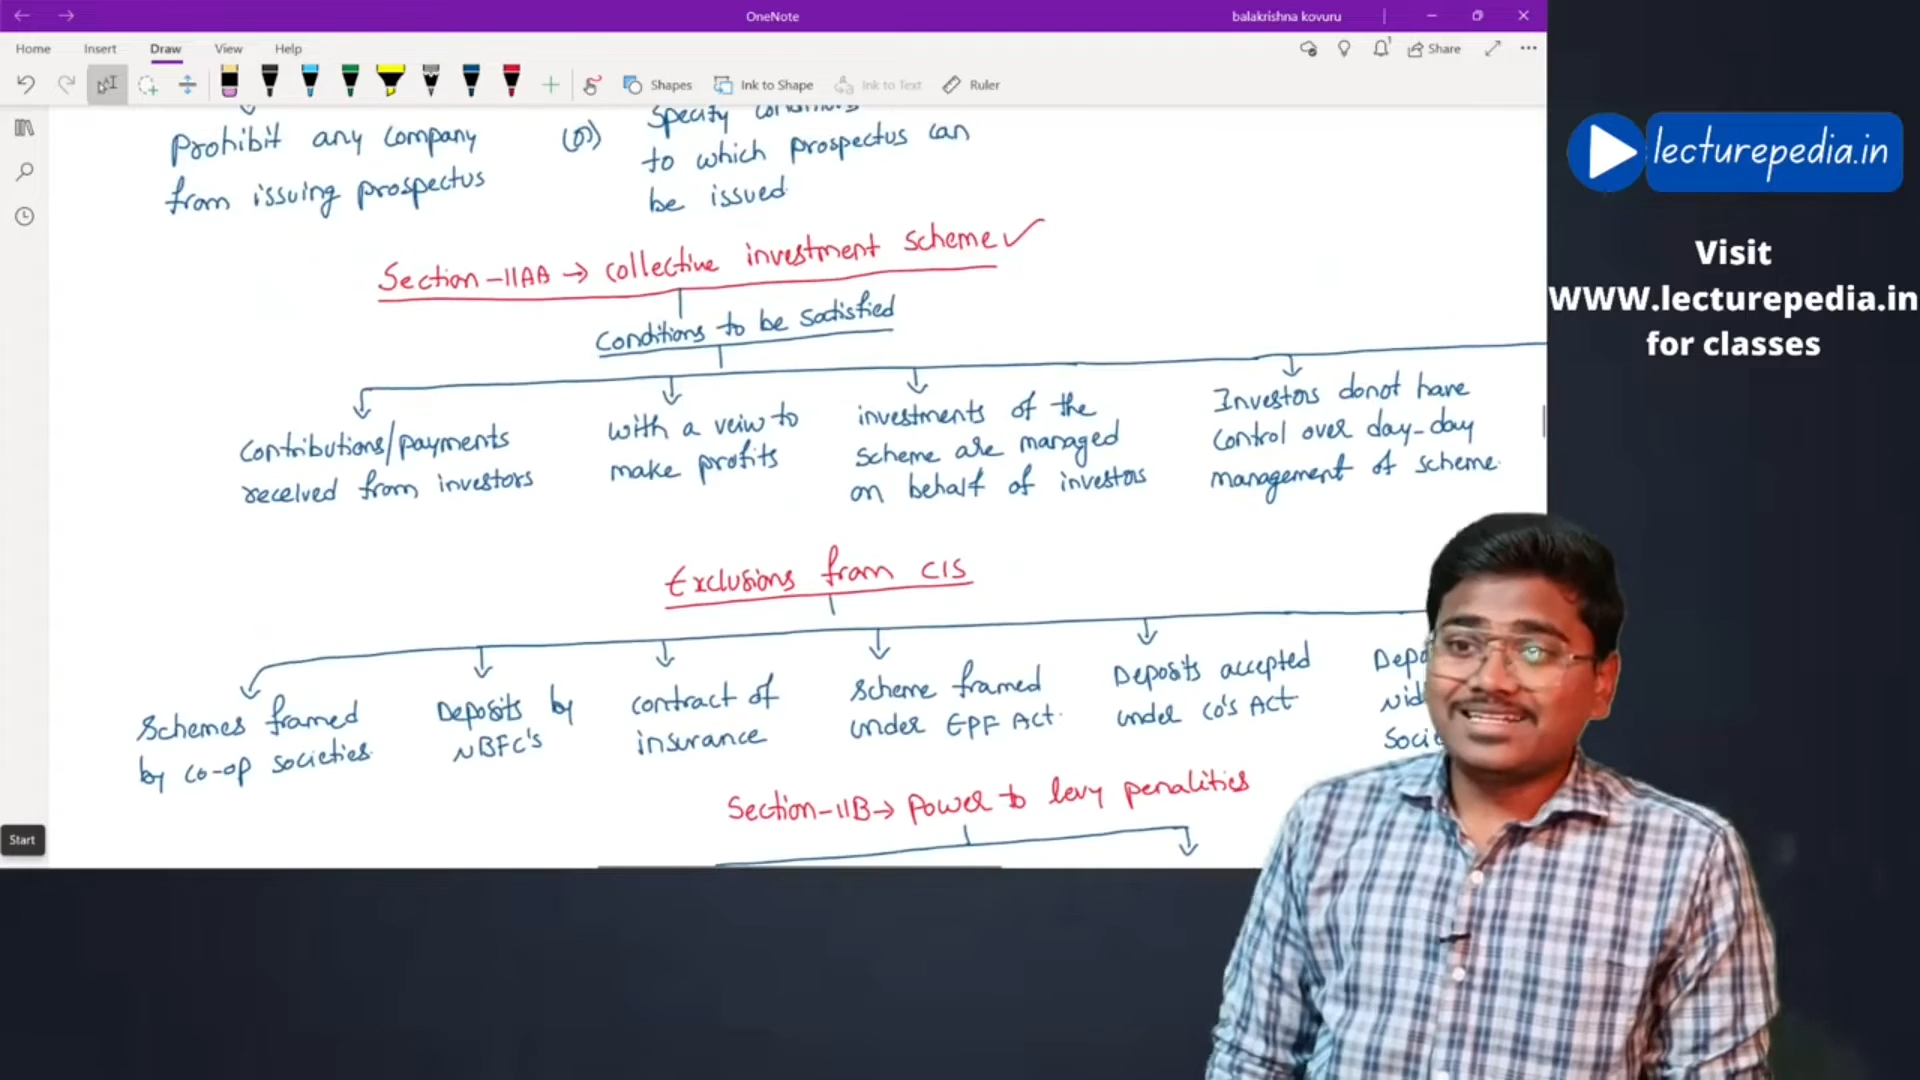 OneNote
balakrishna kovuru
Home Insert Draw View Help
Share
Shapes Ink to Shape Ink to Text Ruler
Prohibit any company
from issuing prospectus
(or)
Specify conditions
to which prospectus can
be issued
Section-11AA → collective investment scheme ✓
Conditions to be satisfied
Contributions/payments
received from investors
with a veiw to
make profits
investments of the
scheme are managed
on behalf of investors
Investors donot have
control over day-day
management of scheme.
Exclusions from CIS
Schemes framed
by co-op societies
Deposits by
NBFC's
contract of
insurance
Scheme framed
under EPF Act.
Deposits accepted
under Co's Act
Section-11B → Power to levy penalities
Start
lecturepedia.in
Visit
WWW.lecturepedia.in
for classes